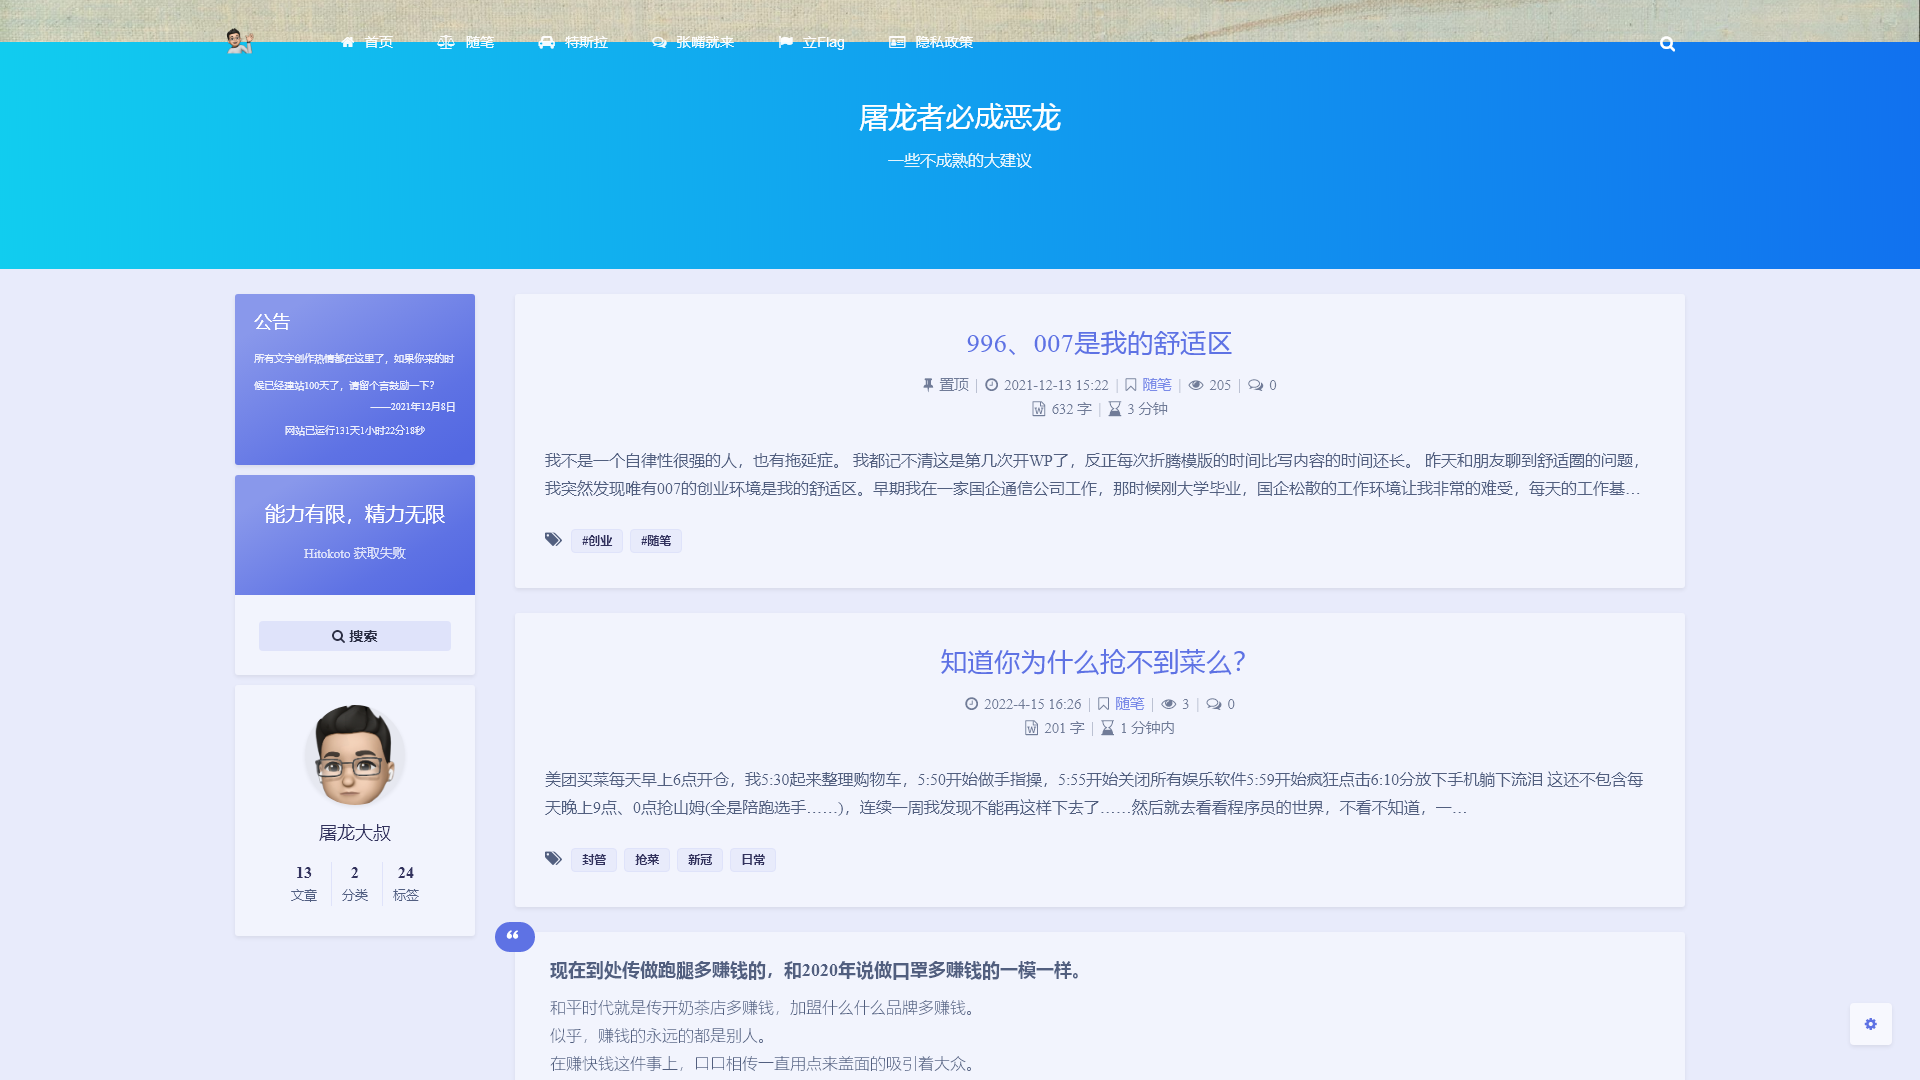 首页 随笔 特斯拉 张嘴就来 立Flag 隐私政策
屠龙者必成恶龙
一些不成熟的大建议
公告
所有文字创作热情都在这里了，如果你来的时
候已经建站100天了，请留个言鼓励一下？
——2021年12月8日
网站已运行131天1小时22分18秒
能力有限，精力无限
Hitokoto 获取失败
搜索
屠龙大叔
13 2 24
文章 分类 标签
996、007是我的舒适区
置顶 | 2021-12-13 15:22 | 随笔 | 205 | 0
632 字 | 3 分钟
我不是一个自律性很强的人，也有拖延症。 我都记不清这是第几次开WP了，反正每次折腾模版的时间比写内容的时间还长。 昨天和朋友聊到舒适圈的问题，
我突然发现唯有007的创业环境是我的舒适区。早期我在一家国企通信公司工作，那时候刚大学毕业，国企松散的工作环境让我非常的难受，每天的工作基…
#创业 #随笔
知道你为什么抢不到菜么？
2022-4-15 16:26 | 随笔 | 3 | 0
201 字 | 1 分钟内
美团买菜每天早上6点开仓，我5:30起来整理购物车，5:50开始做手指操，5:55开始关闭所有娱乐软件5:59开始疯狂点击6:10分放下手机躺下流泪 这还不包含每
天晚上9点、0点抢山姆(全是陪跑选手……)，连续一周我发现不能再这样下去了……然后就去看看程序员的世界，不看不知道，一…
封管 抢菜 新冠 日常
现在到处传做跑腿多赚钱的，和2020年说做口罩多赚钱的一模一样。
和平时代就是传开奶茶店多赚钱，加盟什么什么品牌多赚钱。
似乎，赚钱的永远的都是别人。
在赚快钱这件事上，口口相传一直用点来盖面的吸引着大众。